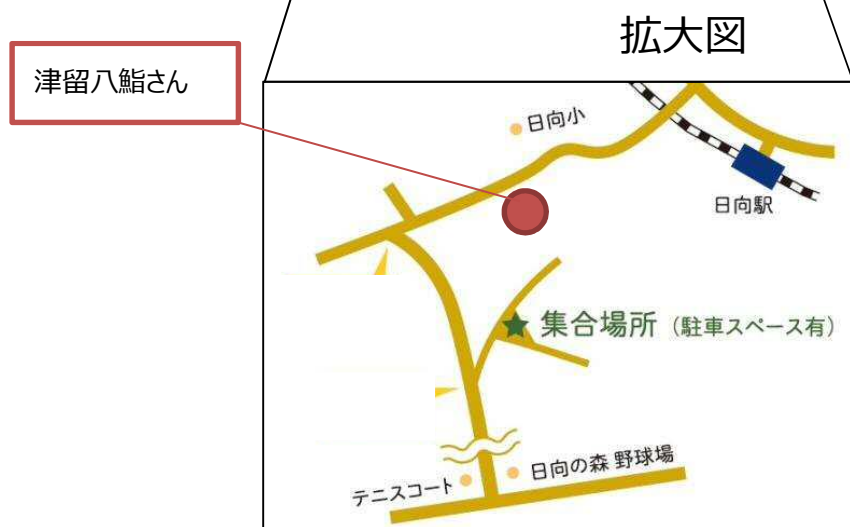 拡大図
津留八鮨さん
日向小
日向駅
集合場所（駐車スペース有）
日向の森 野球場
テニスコート